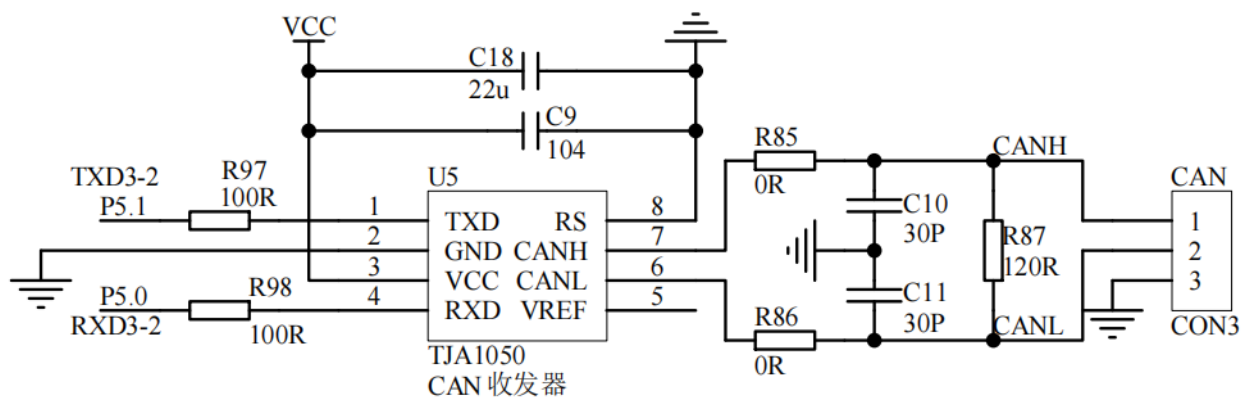 VCC
C18
22u
C9
104
R85
0R
CANH
CAN
TXD3-2
P5.1
R97
100R
U5
1
TXD
RS
8
2
GND
CANH
7
3
VCC
CANL
6
4
RXD
VREF
5
C10
30P
R87
120R
1
2
3
P5.0
RXD3-2
R98
100R
C11
30P
R86
0R
CANL
CON3
TJA1050
CAN 收发器